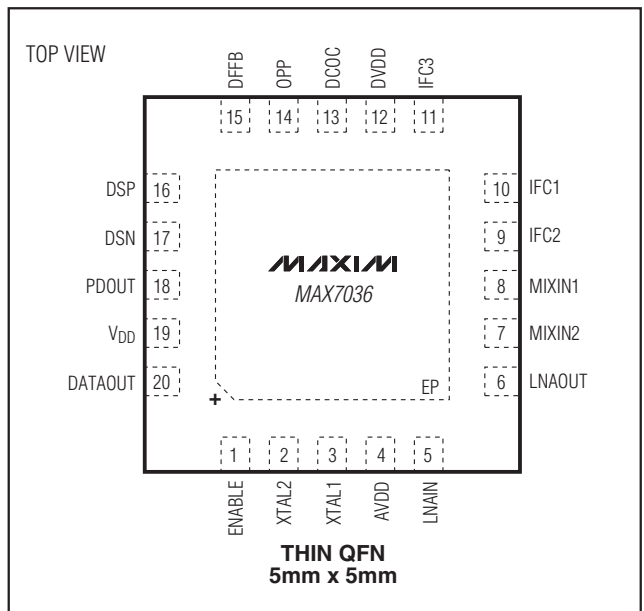 TOP VIEW
DFFB OPP DCOC DVDD IFC3
15 14 13 12 11
DSP 16
DSN 17
PDOUT 18
VDD 19
DATAOUT 20
10 IFC1
9 IFC2
8 MIXIN1
7 MIXIN2
6 LNAOUT
MAXIM
MAX7036
EP
+
1 2 3 4 5
ENABLE XTAL2 XTAL1 AVDD LNAIN
THIN QFN
5mm x 5mm